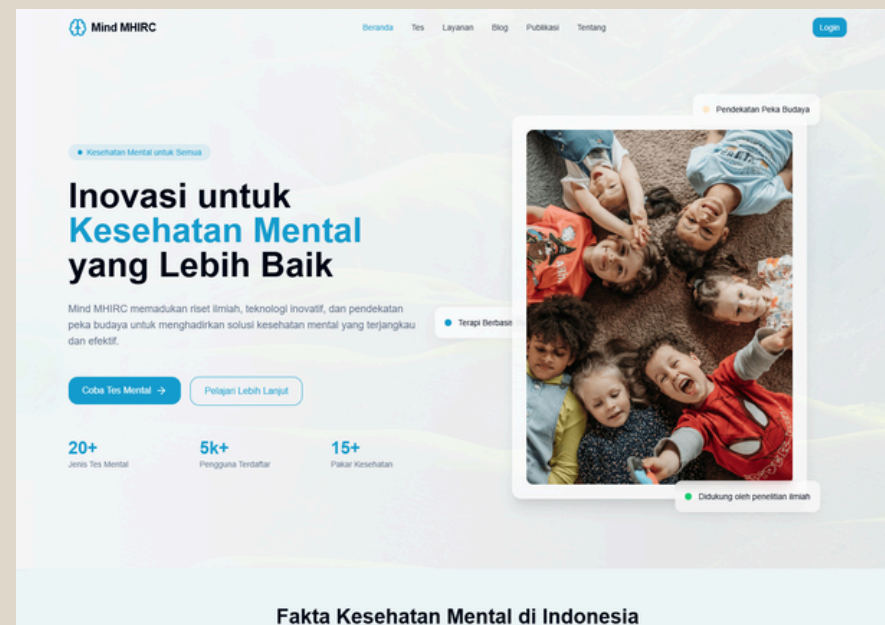 Mind MHIRC
Beranda Tes Layanan Blog Publikasi Tentang
Login
Pendekatan Peka Budaya
Kesehatan Mental untuk Semua
Inovasi untuk
Kesehatan Mental
yang Lebih Baik
Mind MHIRC memadukan riset ilmiah, teknologi inovatif, dan pendekatan
peka budaya untuk menghadirkan solusi kesehatan mental yang terjangkau
dan efektif.
Terapi Berbasis
Coba Tes Mental →
Pelajari Lebih Lanjut
20+ 5k+ 15+
Jenis Tes Mental Pengguna Terdaftar Pakar Kesehatan
Didukung oleh penelitian ilmiah
Fakta Kesehatan Mental di Indonesia